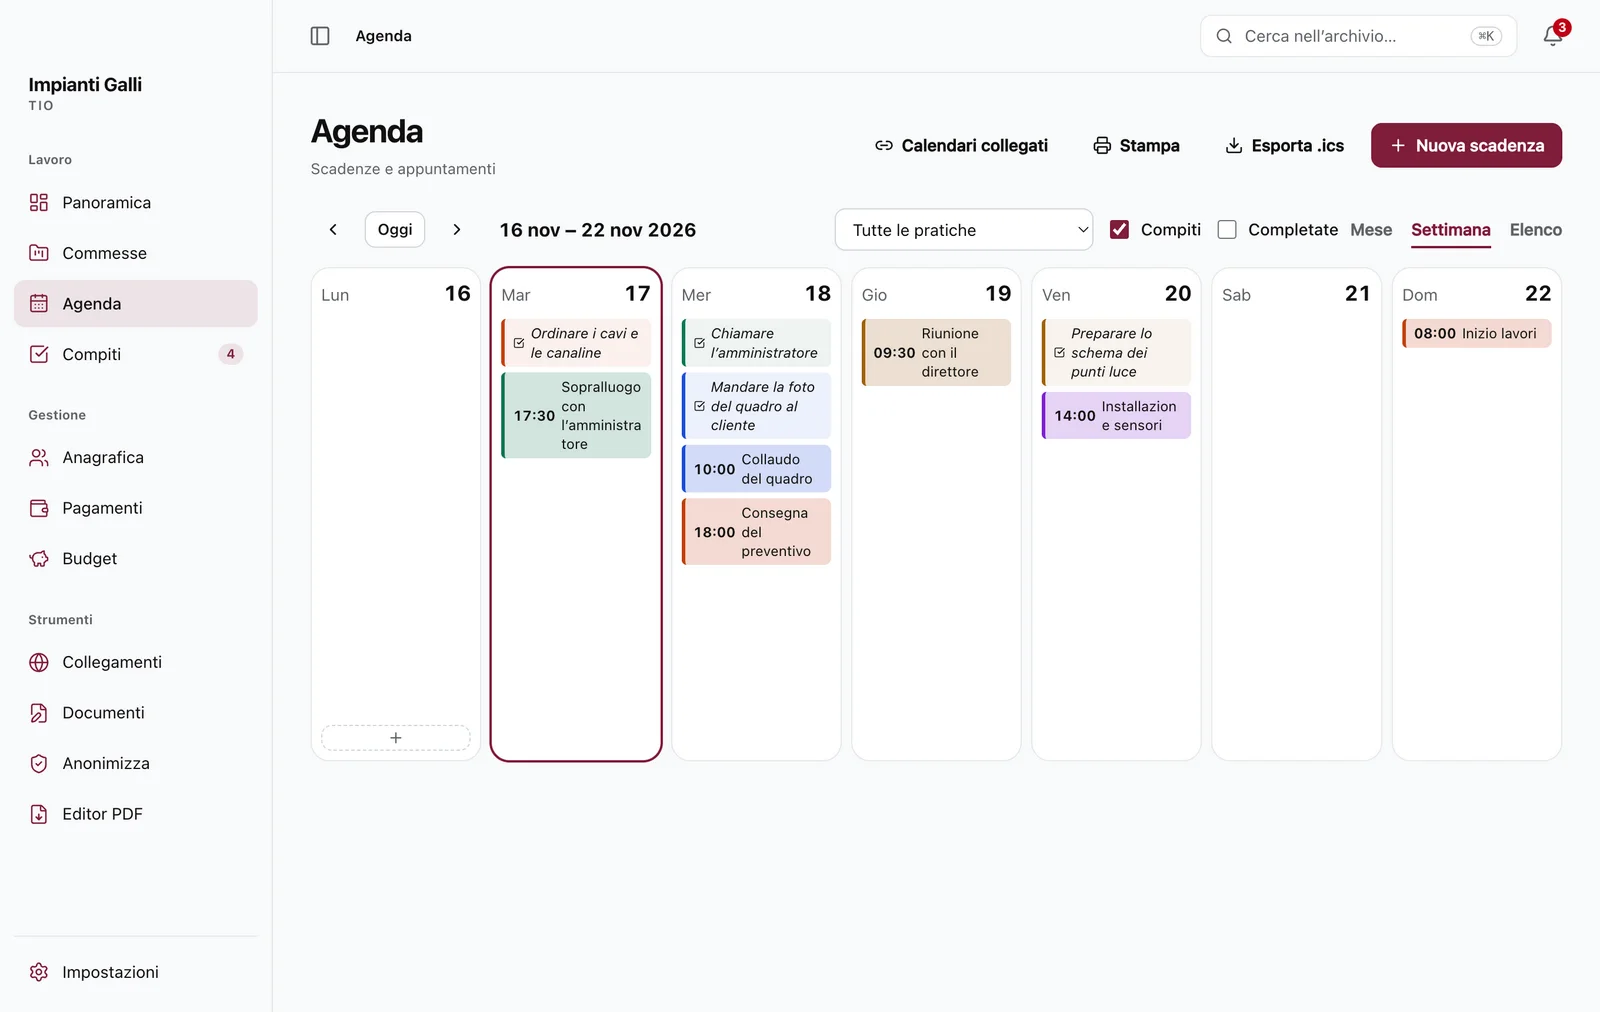 Impianti Galli
TIO
Lavoro
Panoramica
Commesse
Agenda
Compiti
4
Gestione
Anagrafica
Pagamenti
Budget
Strumenti
Collegamenti
Documenti
Anonimizza
Editor PDF
Impostazioni
Agenda
Cerca nell'archivio...
⌘K
3
Agenda
Scadenze e appuntamenti
Calendari collegati
Stampa
Esporta .ics
+ Nuova scadenza
Oggi
16 nov – 22 nov 2026
Tutte le pratiche
Compiti
Completate
Mese
Settimana
Elenco
Lun 16
+
Mar 17
Ordinare i cavi e
le canaline
17:30
Sopralluogo
con
l'amministra
tore
Mer 18
Chiamare
l'amministratore
Mandare la foto
del quadro al
cliente
10:00
Collaudo
del quadro
18:00
Consegna
del
preventivo
Gio 19
09:30
Riunione
con il
direttore
Ven 20
Preparare lo
schema dei
punti luce
14:00
Installazion
e sensori
Sab 21
Dom 22
08:00 Inizio lavori